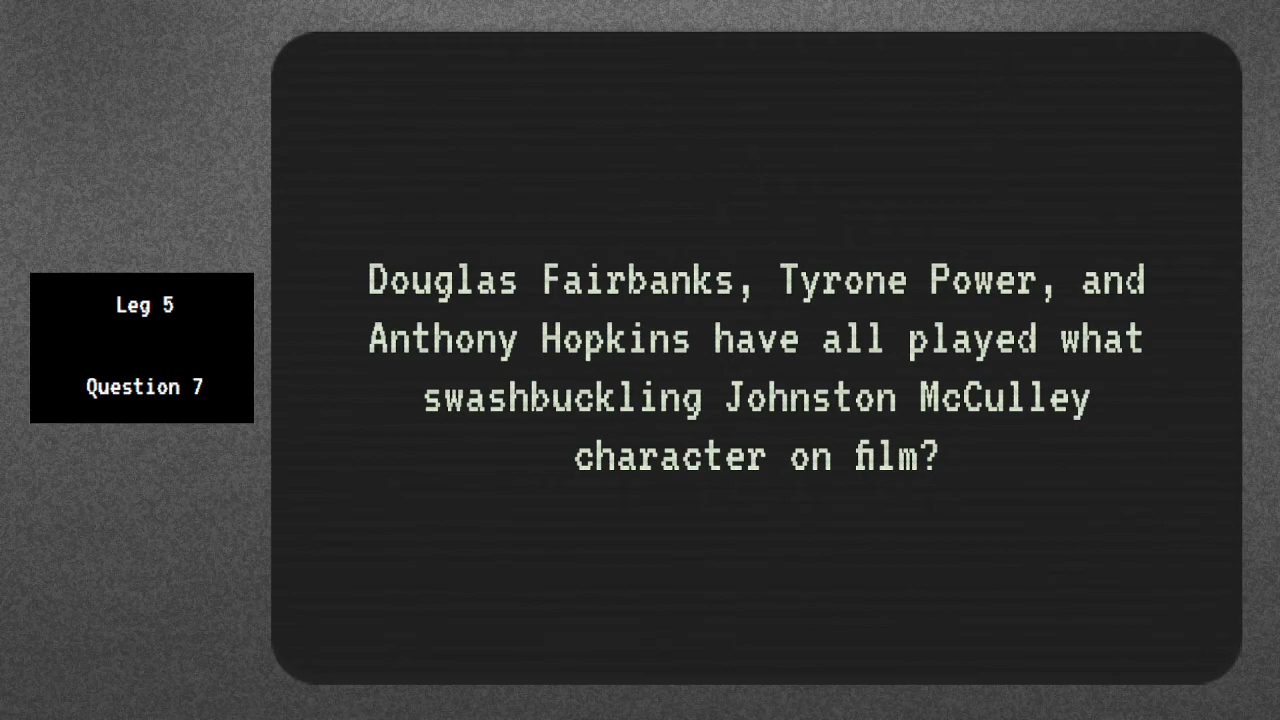 Leg 5
Question 7
Douglas Fairbanks, Tyrone Power, and
Anthony Hopkins have all played what
swashbuckling Johnston McCulley
character on film?